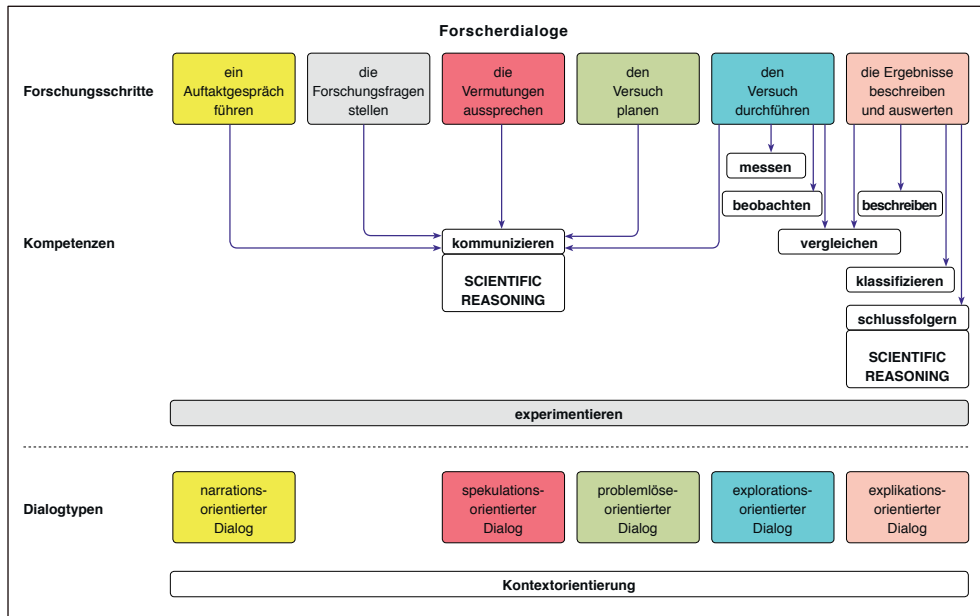 Forscherdialoge
Forschungsschritte
ein
Auftaktgespräch
führen
die
Forschungsfragen
stellen
die
Vermutungen
aussprechen
den
Versuch
planen
den
Versuch
durchführen
die Ergebnisse
beschreiben
und auswerten
Kompetenzen
messen
beobachten
beschreiben
kommunizieren
vergleichen
SCIENTIFIC
REASONING
klassifizieren
schlussfolgern
SCIENTIFIC
REASONING
experimentieren
Dialogtypen
narrations-
orientierter
Dialog
spekulations-
orientierter
Dialog
problemlöse-
orientierter
Dialog
explorations-
orientierter
Dialog
explikations-
orientierter
Dialog
Kontextorientierung